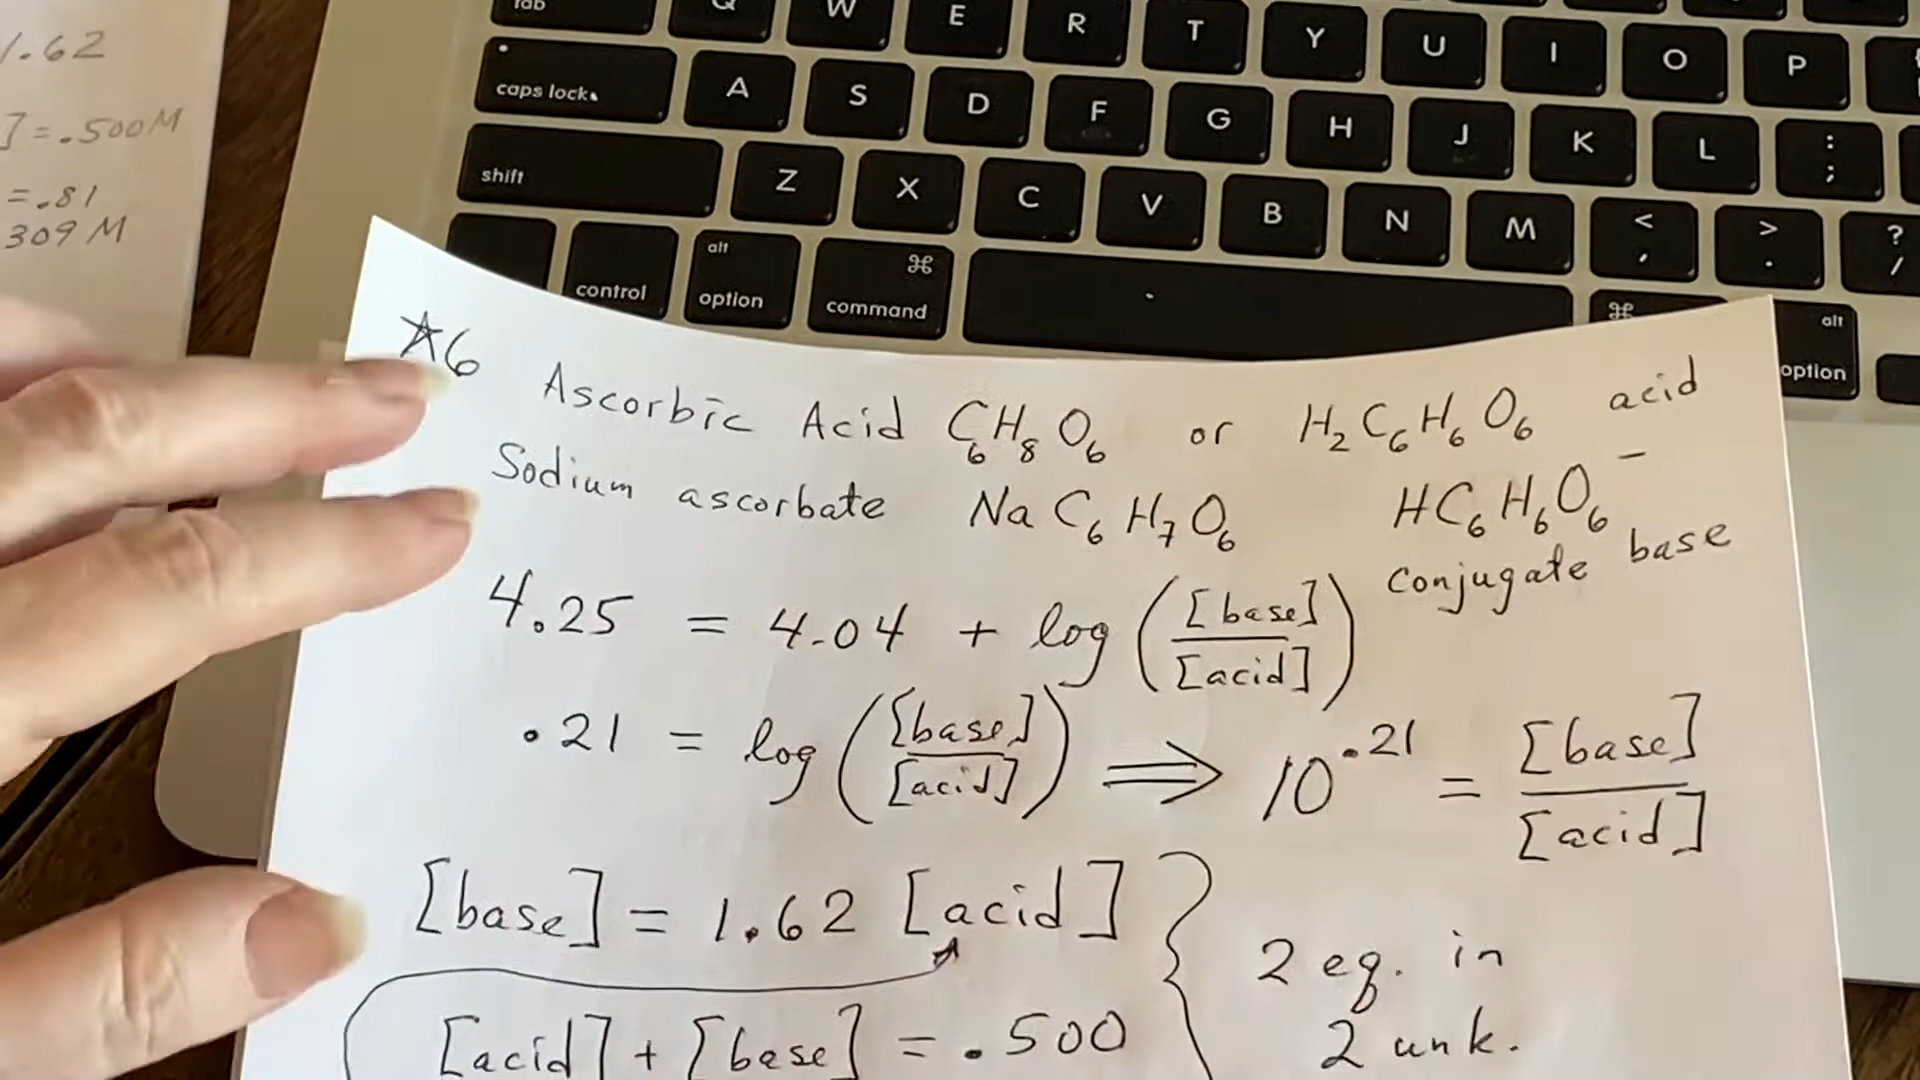 1.62
] = .500 M
= .81
309 M
tab Q W E R T Y U I O P
caps lock A S D F G H J K L : ;
shift Z X C V B N M < , > . ? /
control alt option ⌘ command ⌘ alt option
☆6 Ascorbic Acid C₆H₈O₆ or H₂C₆H₆O₆ acid
Sodium ascorbate NaC₆H₇O₆ HC₆H₆O₆⁻
conjugate base
4.25 = 4.04 + log([base]/[acid])
.21 = log([base]/[acid]) ⟹ 10^.21 = [base]/[acid]
[base] = 1.62 [acid]
[acid] + [base] = .500
} 2 eq. in
2 unk.